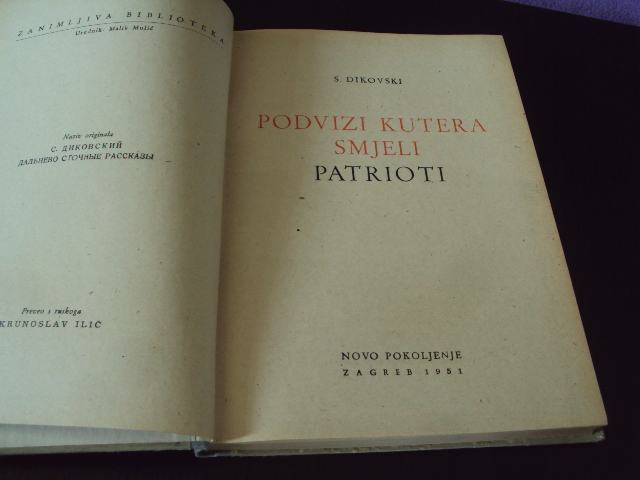 ZANIMLJIVA BIBLIOTEKA
Urednik: Malik Mulić
Naziv originala
С. ДИКОВСКИЙ
ДАЛЬНЕВОСТОЧНЫЕ РАССКАЗЫ
Preveo s ruskoga
KRUNOSLAV ILIĆ
S. DIKOVSKI
PODVIZI KUTERA
SMJELI
PATRIOTI
NOVO POKOLJENJE
ZAGREB 1951